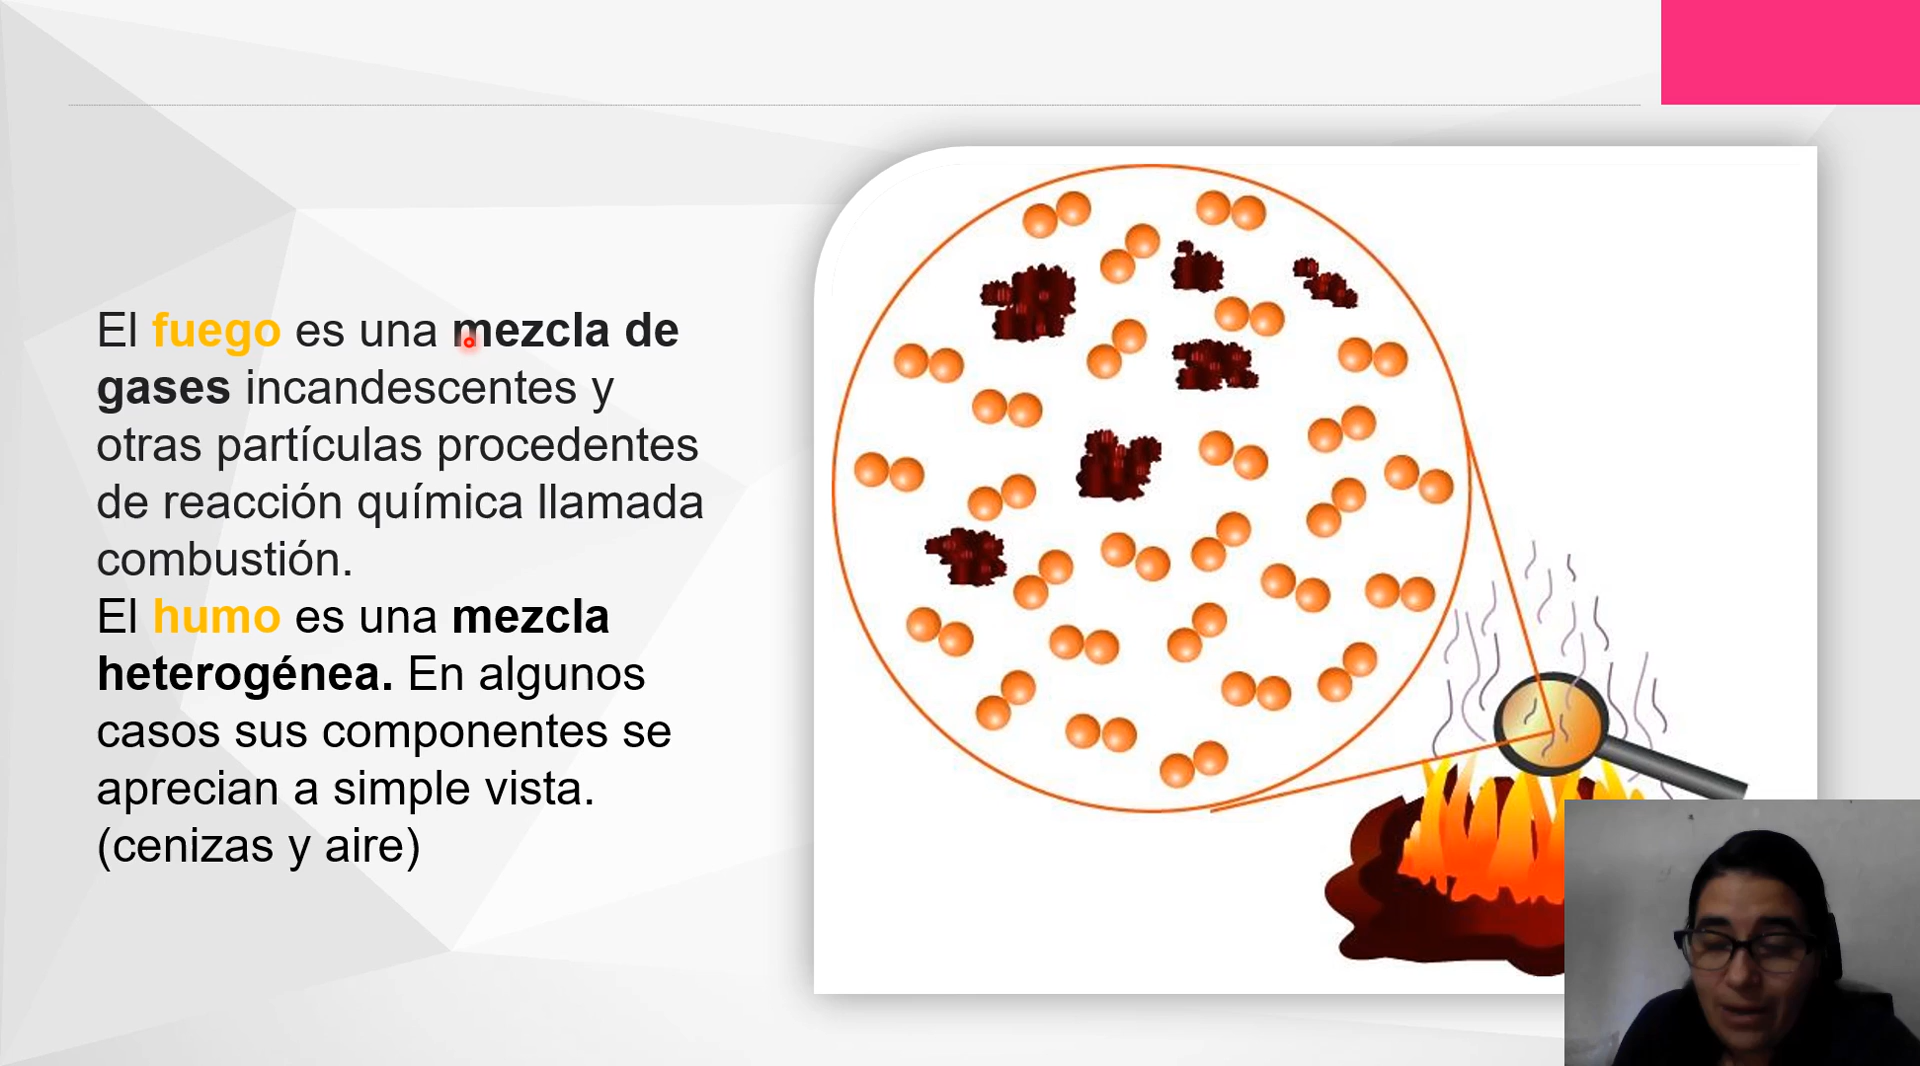 El fuego es una mezcla de
gases incandescentes y
otras partículas procedentes
de reacción química llamada
combustión.
El humo es una mezcla
heterogénea. En algunos
casos sus componentes se
aprecian a simple vista.
(cenizas y aire)